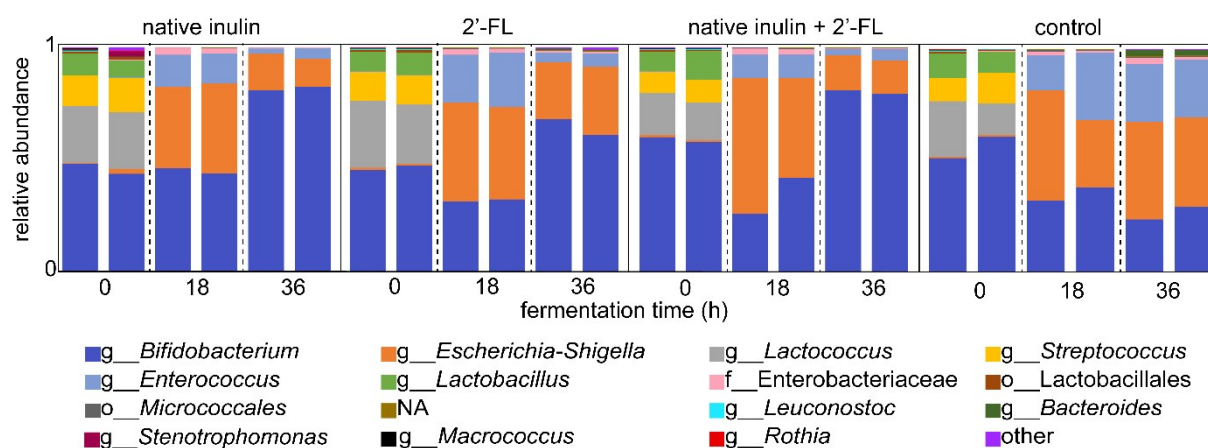 native inulin 2’-FL native inulin + 2’-FL control
1
relative abundance
0
0 18 36 0 18 36 0 18 36 0 18 36
fermentation time (h)
g__Bifidobacterium g__Escherichia-Shigella g__Lactococcus g__Streptococcus
g__Enterococcus g__Lactobacillus f__Enterobacteriaceae o__Lactobacillales
o__Micrococcales NA g__Leuconostoc g__Bacteroides
g__Stenotrophomonas g__Macrococcus g__Rothia other